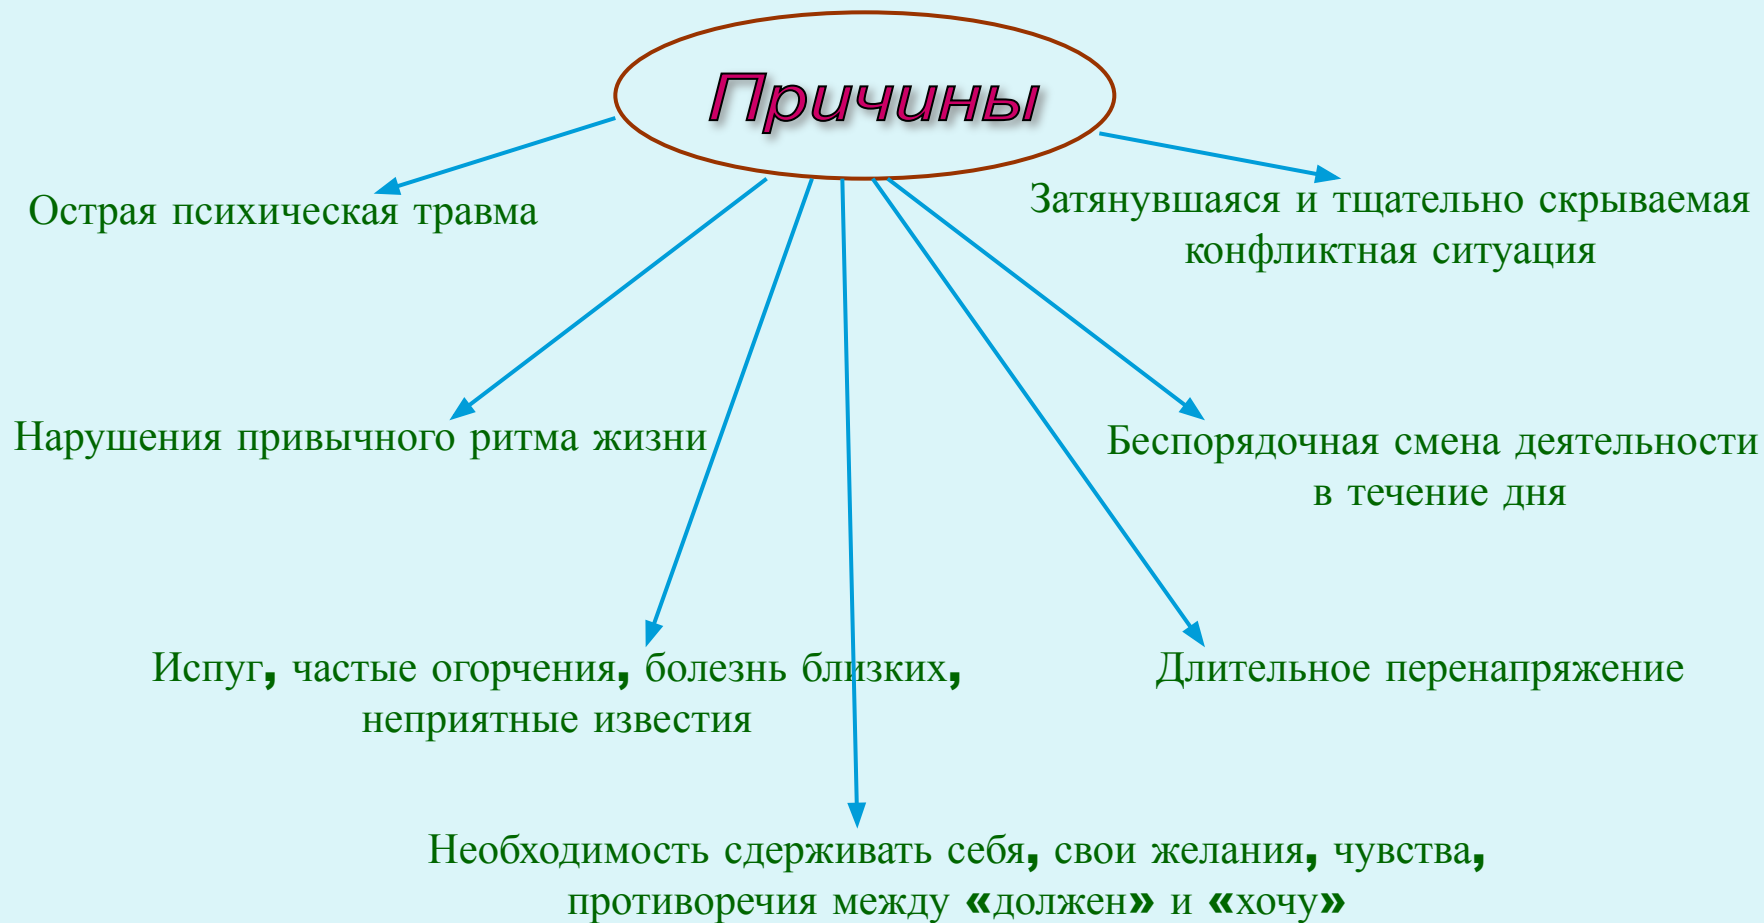 Причины
Острая психическая травма
Затянувшаяся и тщательно скрываемая
конфликтная ситуация
Нарушения привычного ритма жизни
Беспорядочная смена деятельности
в течение дня
Испуг, частые огорчения, болезнь близких,
неприятные известия
Длительное перенапряжение
Необходимость сдерживать себя, свои желания, чувства,
противоречия между «должен» и «хочу»